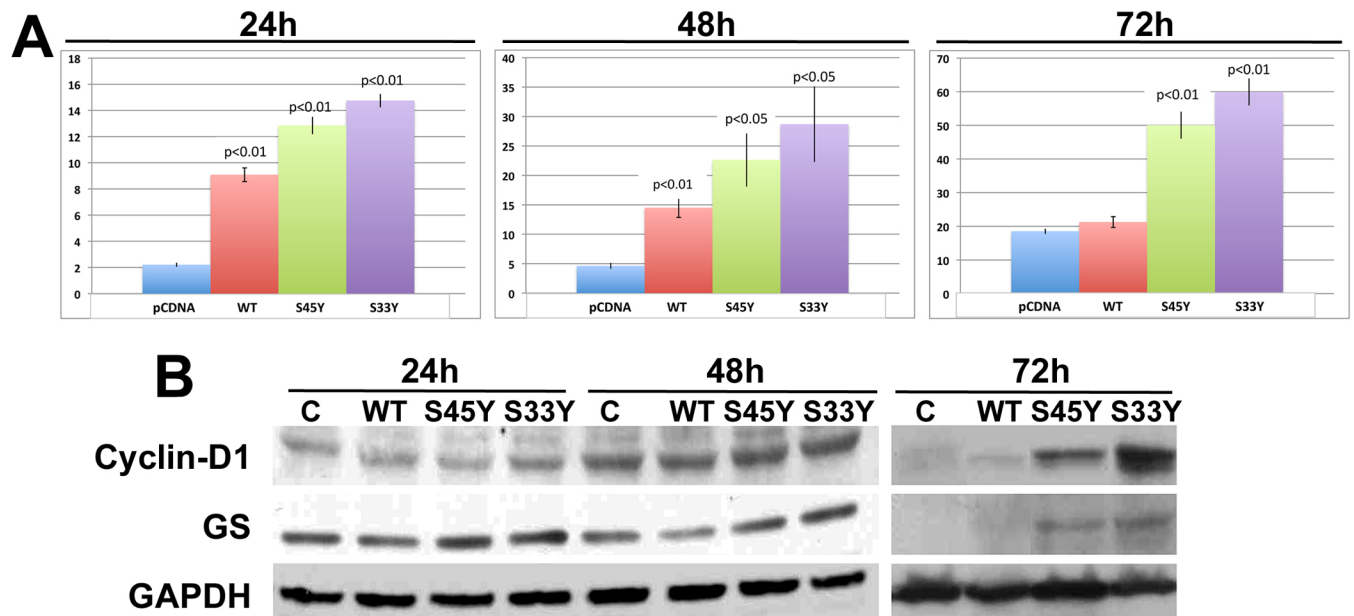 A
24h
48h
72h
18
16
14
12
10
8
6
4
2
0
p<0.01
p<0.01
p<0.01
pCDNA WT S45Y S33Y
40
35
30
25
20
15
10
5
0
p<0.01
p<0.05
p<0.05
pCDNA WT S45Y S33Y
70
60
50
40
30
20
10
0
p<0.01
p<0.01
pCDNA WT S45Y S33Y
B
24h 48h 72h
C WT S45Y S33Y C WT S45Y S33Y C WT S45Y S33Y
Cyclin-D1
GS
GAPDH